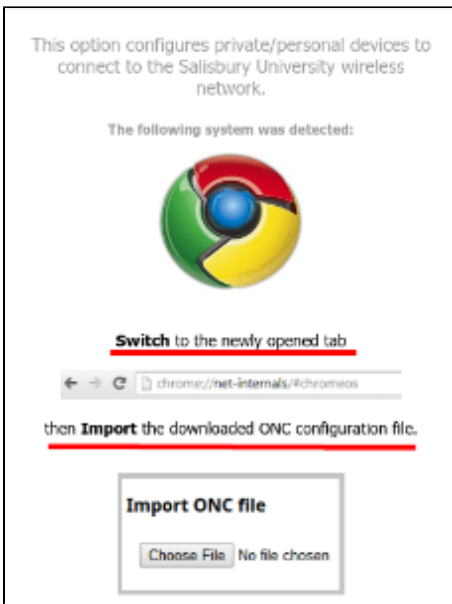 This option configures private/personal devices to
connect to the Salisbury University wireless
network.
The following system was detected:
Switch to the newly opened tab
chrome://net-internals/#chromeos
then Import the downloaded ONC configuration file.
Import ONC file
Choose File No file chosen